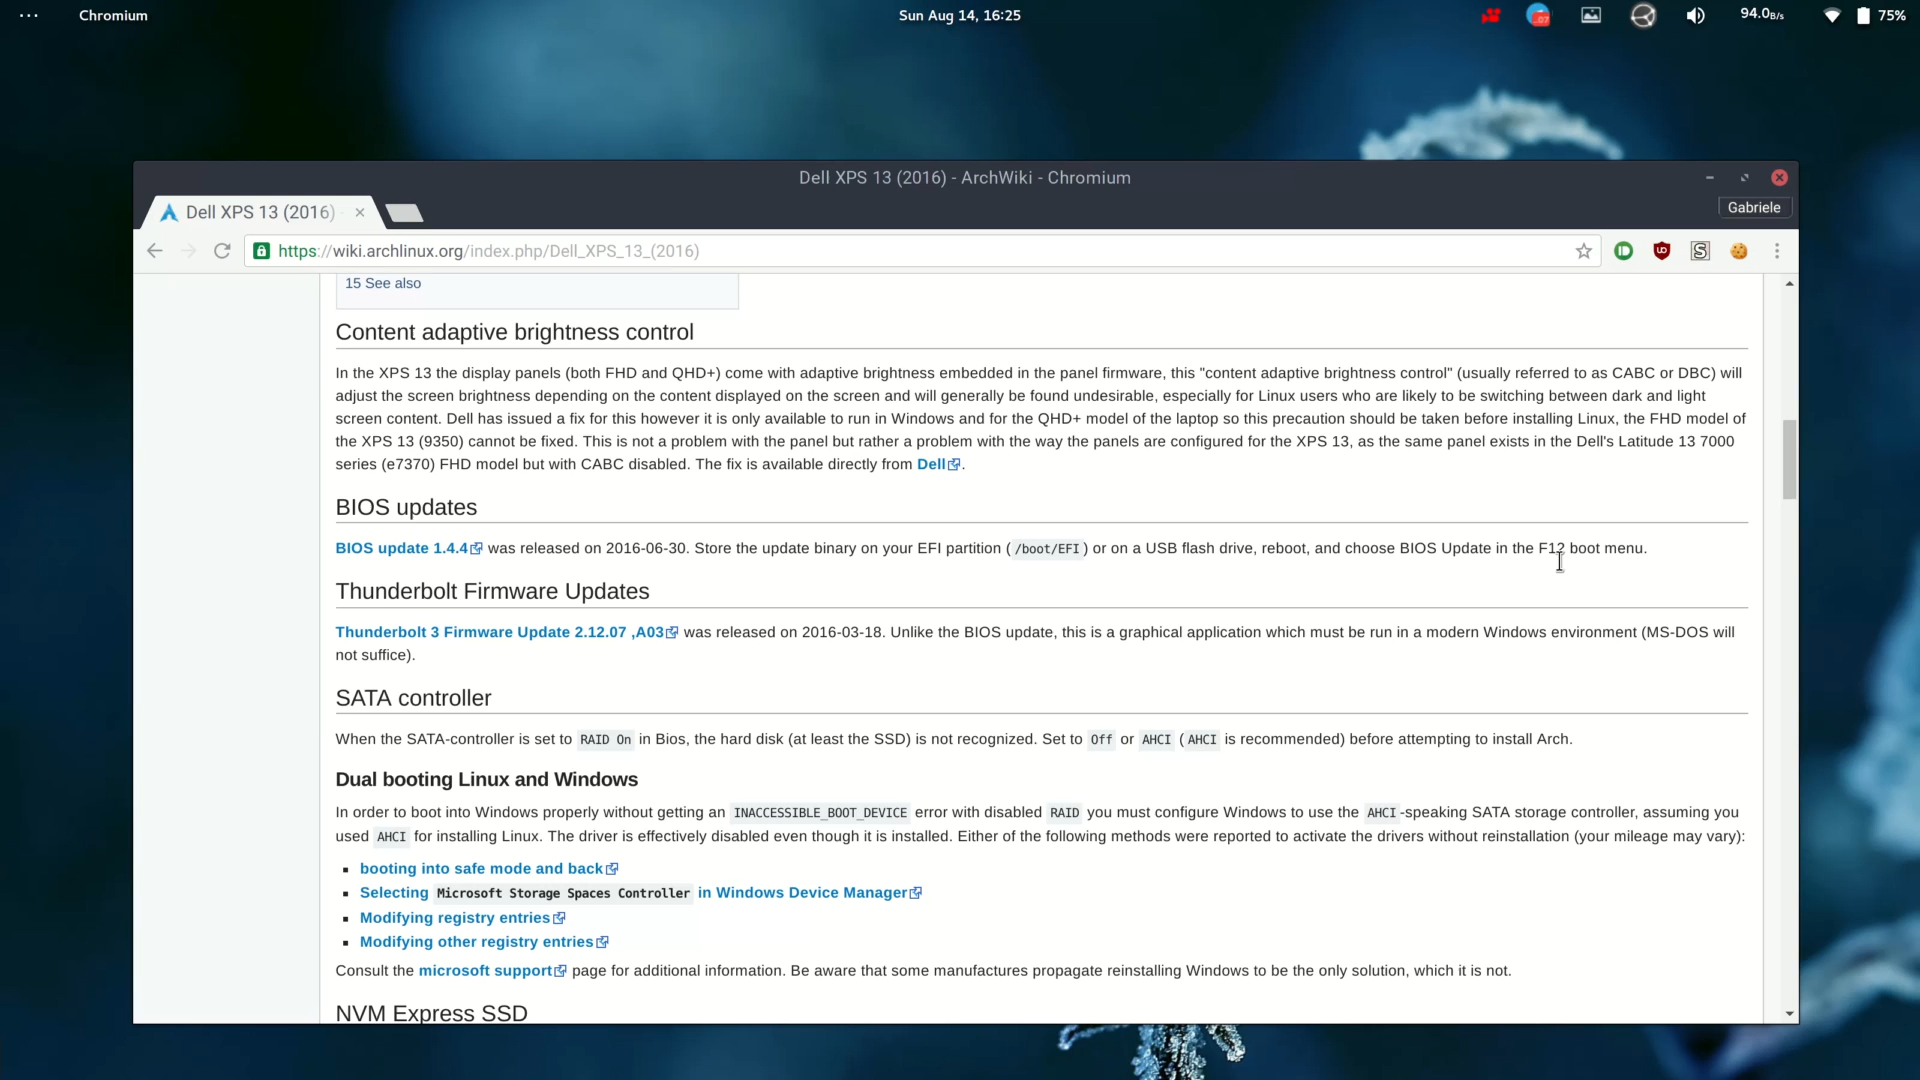 Chromium
Sun Aug 14, 16:25
.07
94.0B/s
75%
Dell XPS 13 (2016) - ArchWiki - Chromium
Dell XPS 13 (2016)
Gabriele
https://wiki.archlinux.org/index.php/Dell_XPS_13_(2016)
15 See also
Content adaptive brightness control
In the XPS 13 the display panels (both FHD and QHD+) come with adaptive brightness embedded in the panel firmware, this "content adaptive brightness control" (usually referred to as CABC or DBC) will
adjust the screen brightness depending on the content displayed on the screen and will generally be found undesirable, especially for Linux users who are likely to be switching between dark and light
screen content. Dell has issued a fix for this however it is only available to run in Windows and for the QHD+ model of the laptop so this precaution should be taken before installing Linux, the FHD model of
the XPS 13 (9350) cannot be fixed. This is not a problem with the panel but rather a problem with the way the panels are configured for the XPS 13, as the same panel exists in the Dell's Latitude 13 7000
series (e7370) FHD model but with CABC disabled. The fix is available directly from Dell.
BIOS updates
BIOS update 1.4.4 was released on 2016-06-30. Store the update binary on your EFI partition ( /boot/EFI ) or on a USB flash drive, reboot, and choose BIOS Update in the F12 boot menu.
Thunderbolt Firmware Updates
Thunderbolt 3 Firmware Update 2.12.07 ,A03 was released on 2016-03-18. Unlike the BIOS update, this is a graphical application which must be run in a modern Windows environment (MS-DOS will
not suffice).
SATA controller
When the SATA-controller is set to RAID On in Bios, the hard disk (at least the SSD) is not recognized. Set to Off or AHCI ( AHCI is recommended) before attempting to install Arch.
Dual booting Linux and Windows
In order to boot into Windows properly without getting an INACCESSIBLE_BOOT_DEVICE error with disabled RAID you must configure Windows to use the AHCI -speaking SATA storage controller, assuming you
used AHCI for installing Linux. The driver is effectively disabled even though it is installed. Either of the following methods were reported to activate the drivers without reinstallation (your mileage may vary):
booting into safe mode and back
Selecting Microsoft Storage Spaces Controller in Windows Device Manager
Modifying registry entries
Modifying other registry entries
Consult the microsoft support page for additional information. Be aware that some manufactures propagate reinstalling Windows to be the only solution, which it is not.
NVM Express SSD